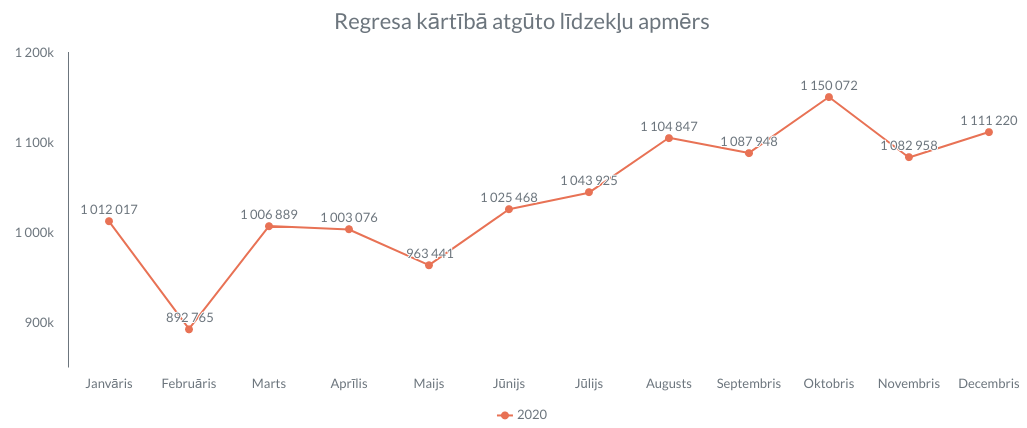 Regresa kārtībā atgūto līdzekļu apmērs
1 200k
1 100k
1 000k
900k
1 012 017
892 765
1 006 889
1 003 076
963 441
1 025 468
1 043 925
1 104 847
1 087 948
1 150 072
1 082 958
1 111 220
Janvāris Februāris Marts Aprīlis Maijs Jūnijs Jūlijs Augusts Septembris Oktobris Novembris Decembris
2020